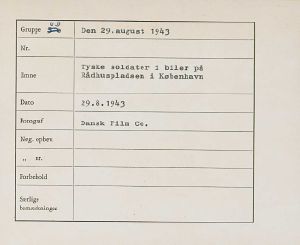 Gruppe Den 29.august 1943
Nr.
Emne Tyske soldater i biler på
Rådhuspladsen i København
Dato 29.8.1943
Fotograf Dansk Film Co.
Neg. opbev.
„ nr.
Forbehold
Særlige
bemærkninger